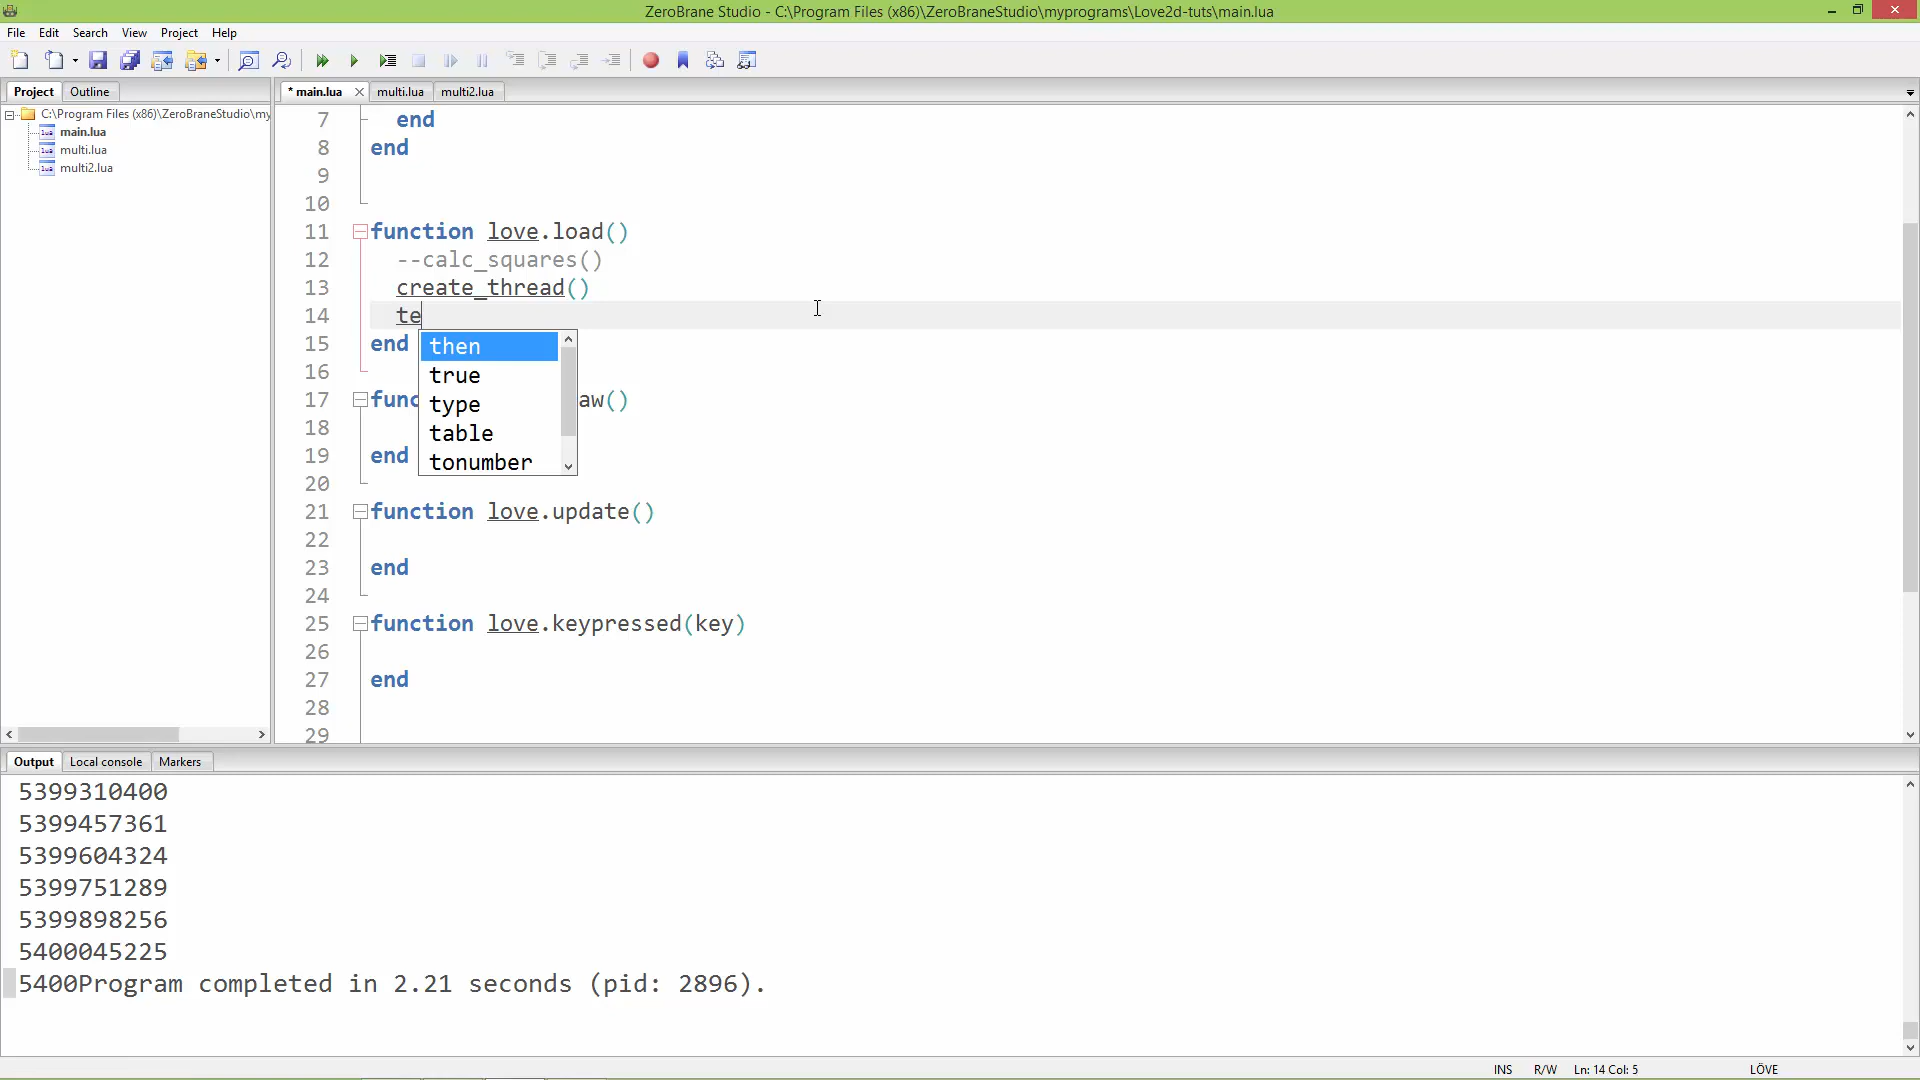 ZeroBrane Studio - C:\Program Files (x86)\ZeroBraneStudio\myprograms\Love2d-tuts\main.lua
File Edit Search View Project Help
Project Outline
* main.lua multi.lua multi2.lua
C:\Program Files (x86)\ZeroBraneStudio\my
main.lua
multi.lua
multi2.lua
7 end
8 end
9
10
11 function love.load()
12 --calc_squares()
13 create_thread()
14 te
15 end
16
17 func aw()
18
19 end
20
21 function love.update()
22
23 end
24
25 function love.keypressed(key)
26
27 end
28
29
then
true
type
table
tonumber
Output Local console Markers
5399310400
5399457361
5399604324
5399751289
5399898256
5400045225
5400Program completed in 2.21 seconds (pid: 2896).
INS R/W Ln: 14 Col: 5 LÖVE